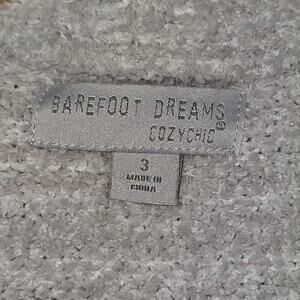 BAREFOOT DREAMS®
COZYCHIC
3
MADE IN
CHINA